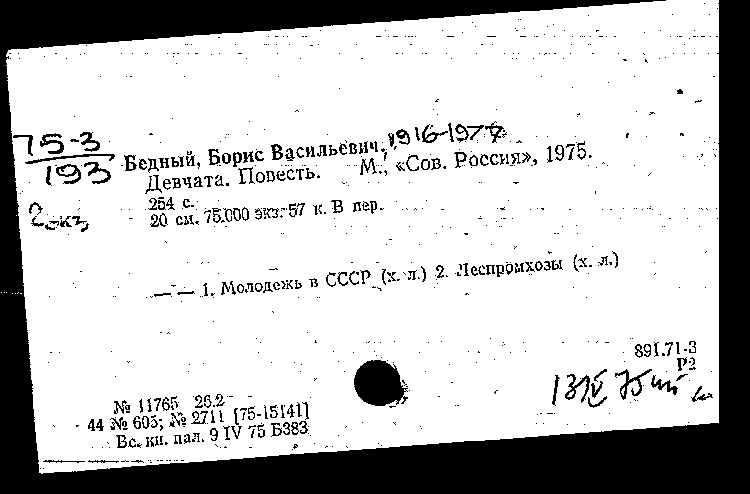 75-3
193
2 экз
Бедный, Борис Васильевич, 1916-1977
Девчата. Повесть. М., «Сов. Россия», 1975.
254 с.
20 см. 75.000 экз. 57 к. В пер.
— — 1. Молодежь в СССР (х. л.) 2. Леспромхозы (х. л.)
891.71-3
Р2
№ 11765 26.2
44 № 605; № 2711 [75-15141]
Вс. кн. пал. 9 IV 75 Б383